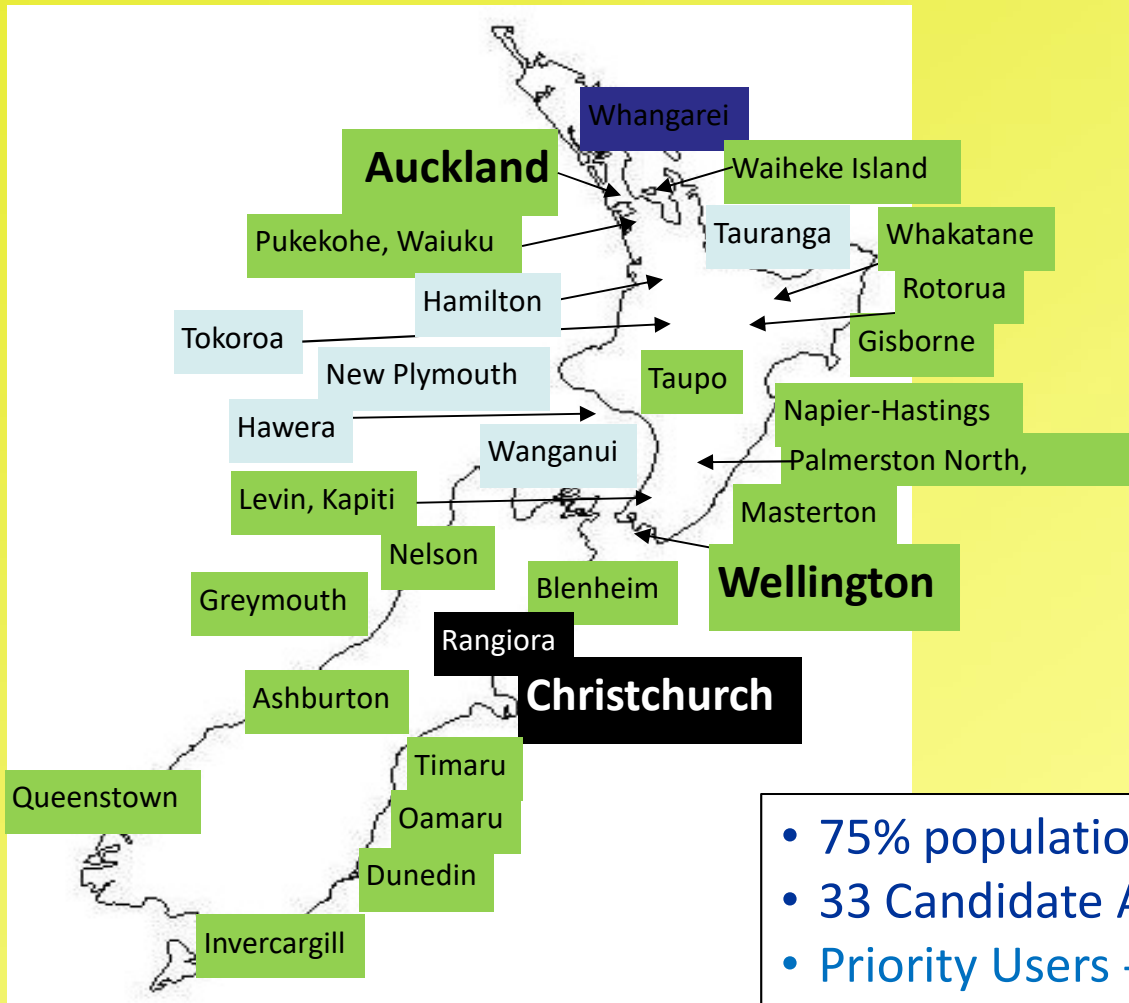 Whangarei
Auckland
Waiheke Island
Pukekohe, Waiuku
Tauranga
Whakatane
Hamilton
Rotorua
Tokoroa
Gisborne
New Plymouth
Taupo
Napier-Hastings
Hawera
Wanganui
Palmerston North,
Levin, Kapiti
Masterton
Nelson
Wellington
Blenheim
Greymouth
Rangiora
Christchurch
Ashburton
Timaru
Queenstown
Oamaru
Dunedin
Invercargill
• 75% populatio
• 33 Candidate A
• Priority Users -